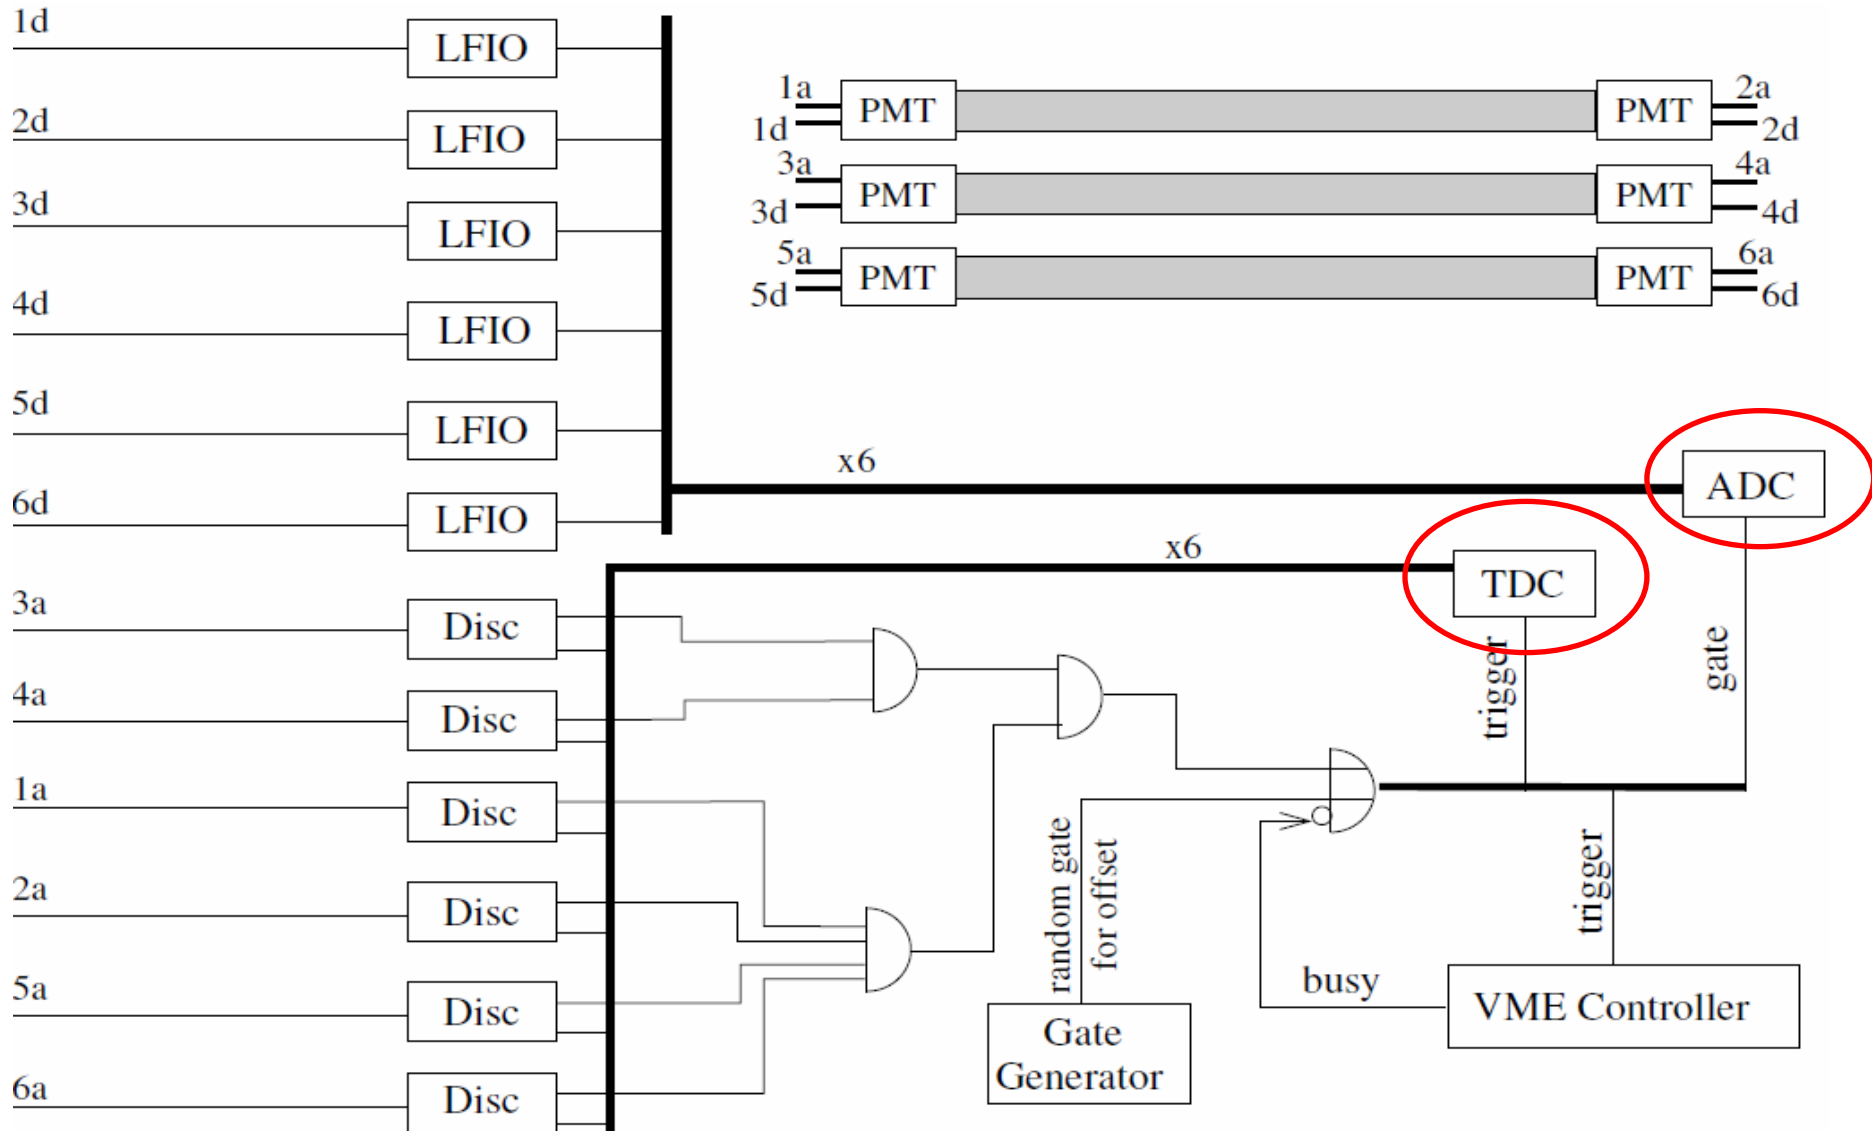 1d
LFIO
2d
LFIO
3d
LFIO
4d
LFIO
5d
LFIO
6d
LFIO
1a
PMT
PMT
2a
1d
2d
3a
PMT
PMT
4a
3d
4d
5a
PMT
PMT
6a
5d
6d
x6
ADC
x6
TDC
trigger
gate
3a
Disc
4a
Disc
1a
Disc
2a
Disc
5a
Disc
6a
Disc
random gate
for offset
Gate
Generator
busy
trigger
VME Controller